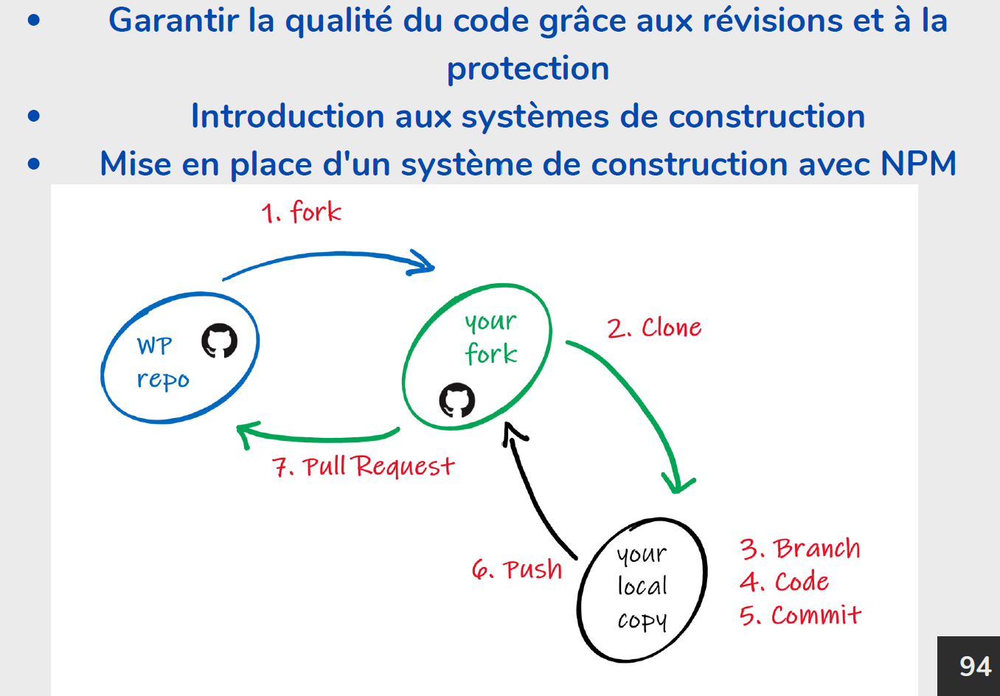 • Garantir la qualité du code grâce aux révisions et à la
protection
• Introduction aux systèmes de construction
• Mise en place d'un système de construction avec NPM
1. fork
WP
repo
your
fork
2. Clone
7. Pull Request
6. Push
your
local
copy
3. Branch
4. Code
5. Commit
94